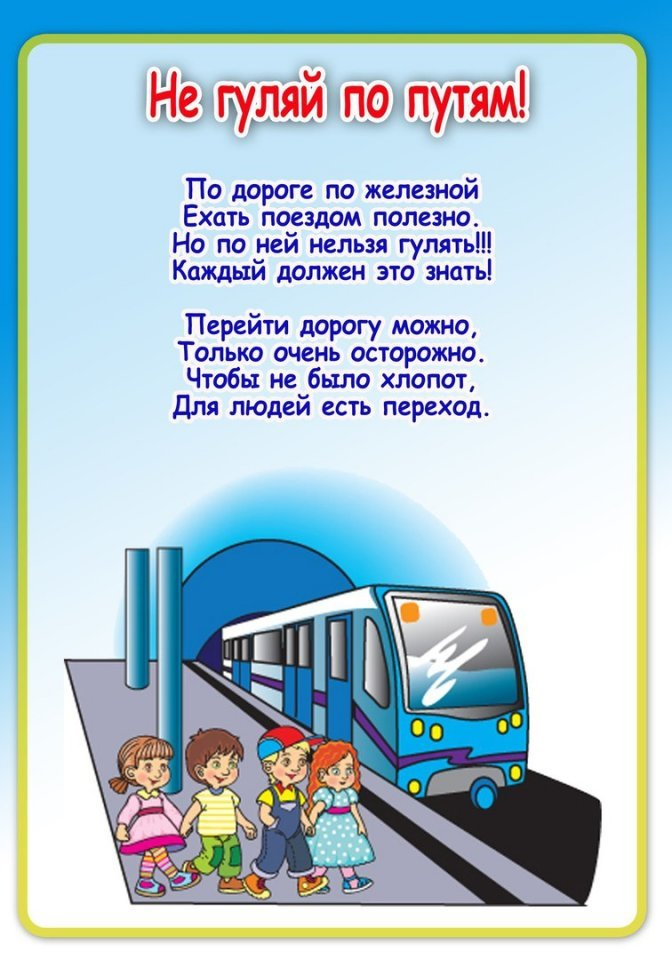 Не гуляй по путям!
По дороге по железной
Ехать поездом полезно.
Но по ней нельзя гулять!!!
Каждый должен это знать!
Перейти дорогу можно,
Только очень осторожно.
Чтобы не было хлопот,
Для людей есть переход.